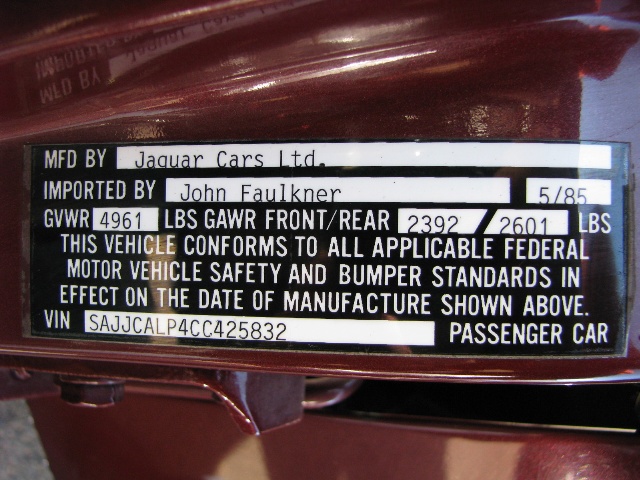 MFD BY Jaguar Cars Ltd.
IMPORTED BY John Faulkner 5/85
GVWR 4961 LBS GAWR FRONT/REAR 2392 / 2601 LBS
THIS VEHICLE CONFORMS TO ALL APPLICABLE FEDERAL
MOTOR VEHICLE SAFETY AND BUMPER STANDARDS IN
EFFECT ON THE DATE OF MANUFACTURE SHOWN ABOVE.
VIN SAJJCALP4CC425832 PASSENGER CAR